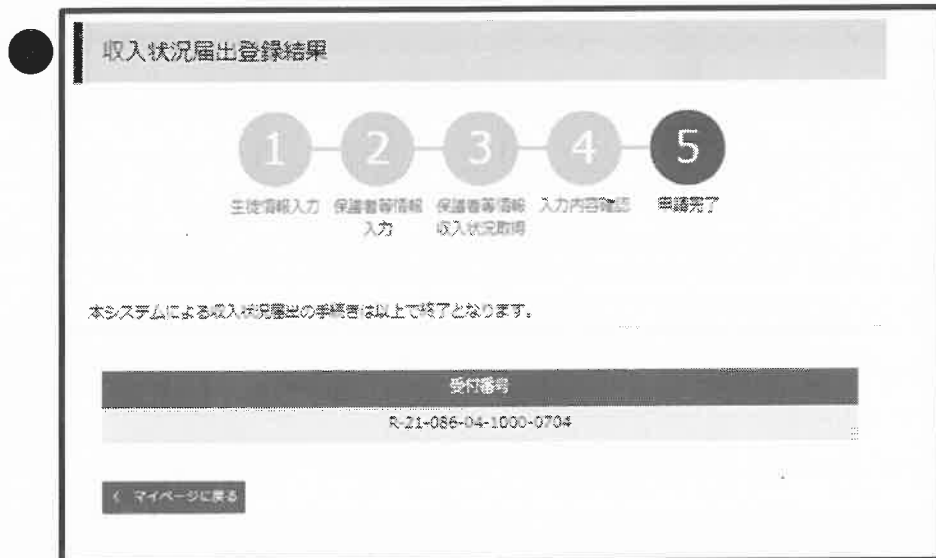 収入状況届出登録結果
1
2
3
4
5
生徒情報入力
保護者等情報
入力
保護者等情報
収入状況取得
入力内容確認
申請完了
本システムによる収入状況届出の手続きは以上で終了となります。
受付番号
R-21-086-04-1000-0704
< マイページに戻る